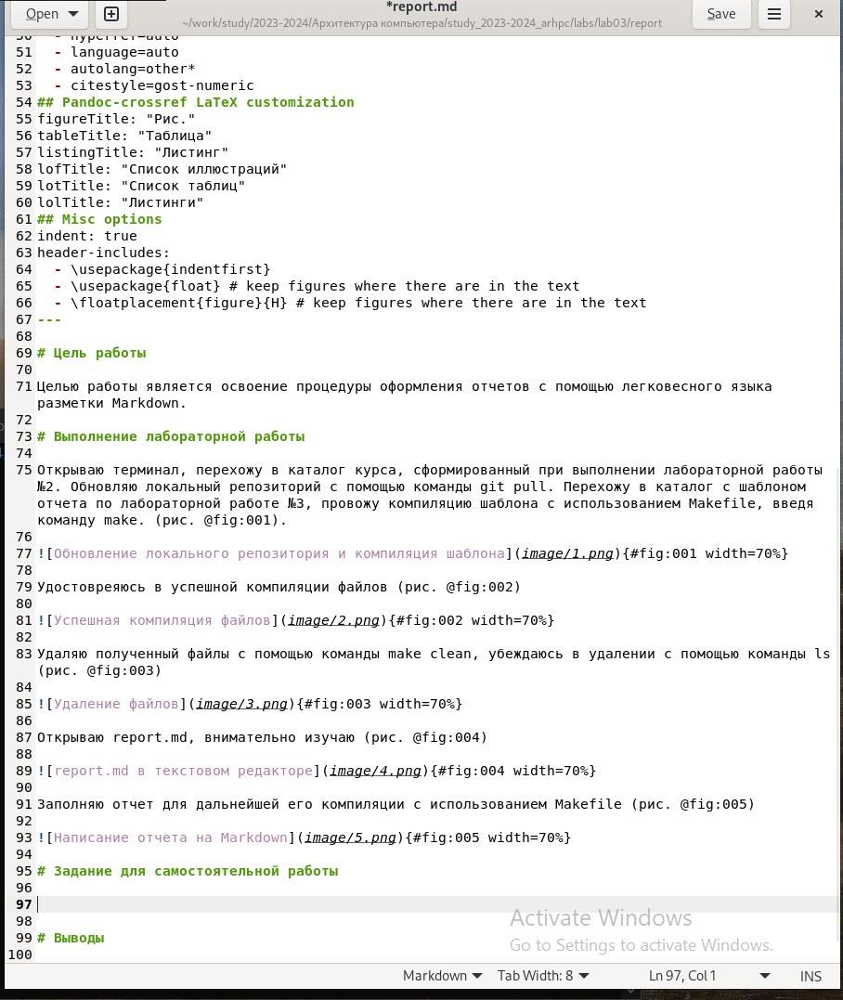 Open
*report.md
~/work/study/2023-2024/Архитектура компьютера/study_2023-2024_arhpc/labs/lab03/report
Save
50   - hyperref=auto
51   - language=auto
52   - autolang=other*
53   - citestyle=gost-numeric
54 ## Pandoc-crossref LaTeX customization
55 figureTitle: "Рис."
56 tableTitle: "Таблица"
57 listingTitle: "Листинг"
58 lofTitle: "Список иллюстраций"
59 lotTitle: "Список таблиц"
60 lolTitle: "Листинги"
61 ## Misc options
62 indent: true
63 header-includes:
64   - \usepackage{indentfirst}
65   - \usepackage{float} # keep figures where there are in the text
66   - \floatplacement{figure}{H} # keep figures where there are in the text
67 ---
68
69 # Цель работы
70
71 Целью работы является освоение процедуры оформления отчетов с помощью легковесного языка
разметки Markdown.
72
73 # Выполнение лабораторной работы
74
75 Открываю терминал, перехожу в каталог курса, сформированный при выполнении лабораторной работы
№2. Обновляю локальный репозиторий с помощью команды git pull. Перехожу в каталог с шаблоном
отчета по лабораторной работе №3, провожу компиляцию шаблона с использованием Makefile, введя
команду make. (рис. @fig:001).
76
77 ![Обновление локального репозитория и компиляция шаблона](image/1.png){#fig:001 width=70%}
78
79 Удостовреяюсь в успешной компиляции файлов (рис. @fig:002)
80
81 ![Успешная компиляция файлов](image/2.png){#fig:002 width=70%}
82
83 Удаляю полученный файлы с помощью команды make clean, убеждаюсь в удалении с помощью команды ls
(рис. @fig:003)
84
85 ![Удаление файлов](image/3.png){#fig:003 width=70%}
86
87 Открываю report.md, внимательно изучаю (рис. @fig:004)
88
89 ![report.md в текстовом редакторе](image/4.png){#fig:004 width=70%}
90
91 Заполняю отчет для дальнейшей его компиляции с использованием Makefile (рис. @fig:005)
92
93 ![Написание отчета на Markdown](image/5.png){#fig:005 width=70%}
94
95 # Задание для самостоятельной работы
96
97
98
99 # Выводы
100
Activate Windows
Go to Settings to activate Windows.
Markdown
Tab Width: 8
Ln 97, Col 1
INS